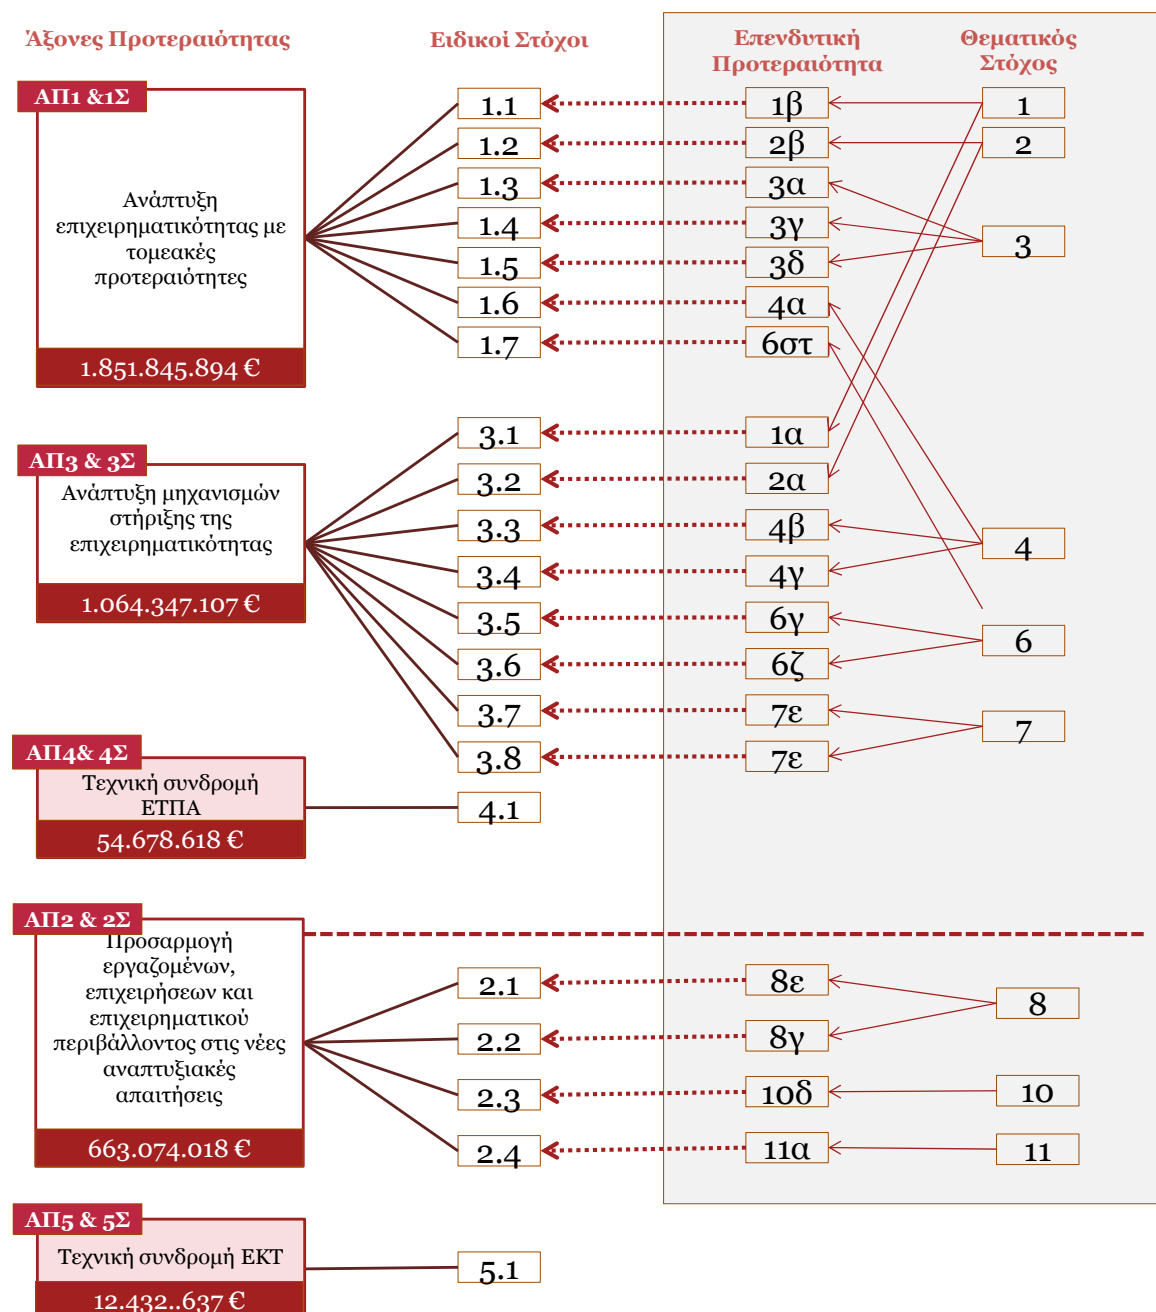 Άξονες Προτεραιότητας
Ειδικοί Στόχοι
Επενδυτική
Προτεραιότητα
Θεματικός
Στόχος
ΑΠ1 &1Σ
Ανάπτυξη
επιχειρηματικότητας με
τομεακές
προτεραιότητες
1.851.845.894 €
1.1
1β
1
1.2
2β
2
1.3
3α
1.4
3γ
3
1.5
3δ
1.6
4α
1.7
6στ
ΑΠ3 & 3Σ
Ανάπτυξη μηχανισμών
στήριξης της
επιχειρηματικότητας
1.064.347.107 €
3.1
1α
3.2
2α
3.3
4β
4
3.4
4γ
3.5
6γ
6
3.6
6ζ
3.7
7ε
7
3.8
7ε
ΑΠ4& 4Σ
Τεχνική συνδρομή
ΕΤΠΑ
54.678.618 €
4.1
ΑΠ2 & 2Σ
Προσαρμογή
εργαζομένων,
επιχειρήσεων και
επιχειρηματικού
περιβάλλοντος στις νέες
αναπτυξιακές
απαιτήσεις
663.074.018 €
2.1
8ε
8
2.2
8γ
2.3
10δ
10
2.4
11α
11
ΑΠ5 & 5Σ
Τεχνική συνδρομή ΕΚΤ
12.432..637 €
5.1